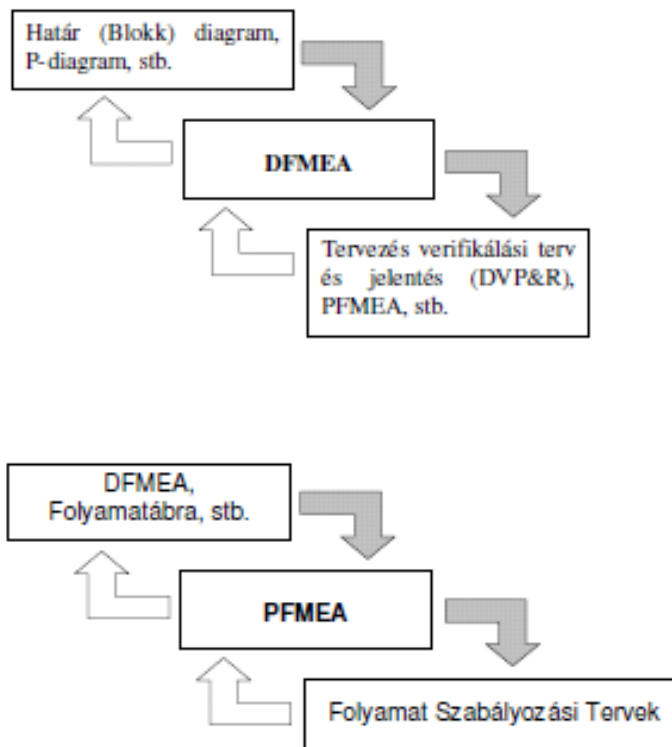 Határ (Blokk) diagram,
P-diagram, stb.
DFMEA
Tervezés verifikálási terv
és jelentés (DVP&R),
PFMEA, stb.
DFMEA,
Folyamatábra, stb.
PFMEA
Folyamat Szabályozási Tervek